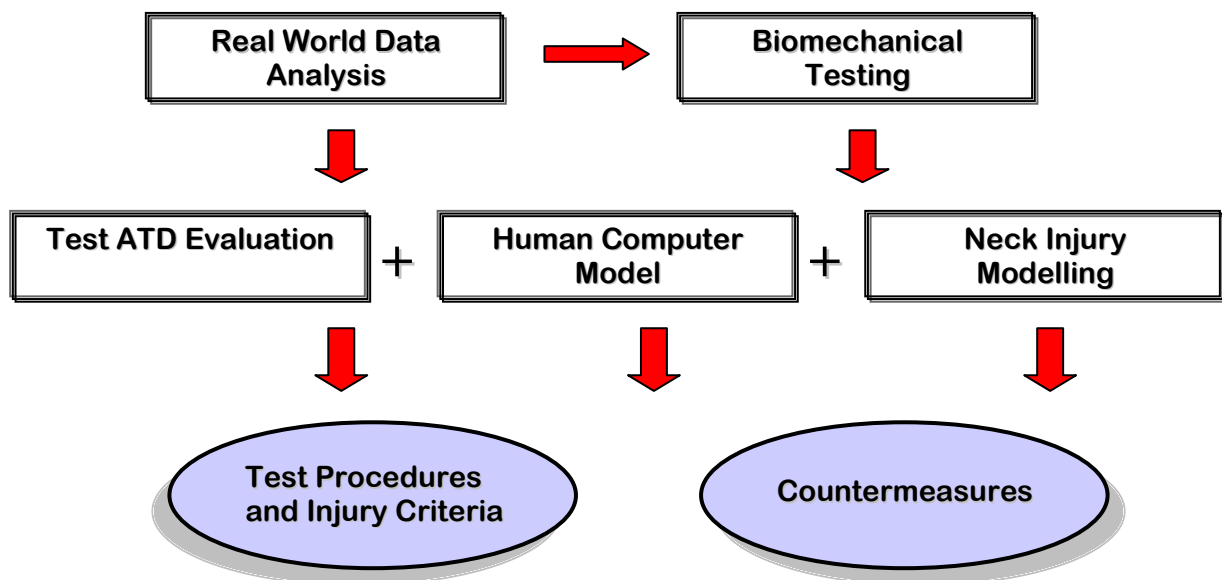 Real World Data
Analysis
Biomechanical
Testing
Test ATD Evaluation
+
Human Computer
Model
+
Neck Injury
Modelling
Test Procedures
and Injury Criteria
Countermeasures